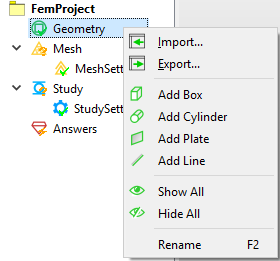 FemProject
Geometry
Mesh
MeshSett
Study
StudySett
Answers
Import...
Export...
Add Box
Add Cylinder
Add Plate
Add Line
Show All
Hide All
Rename F2